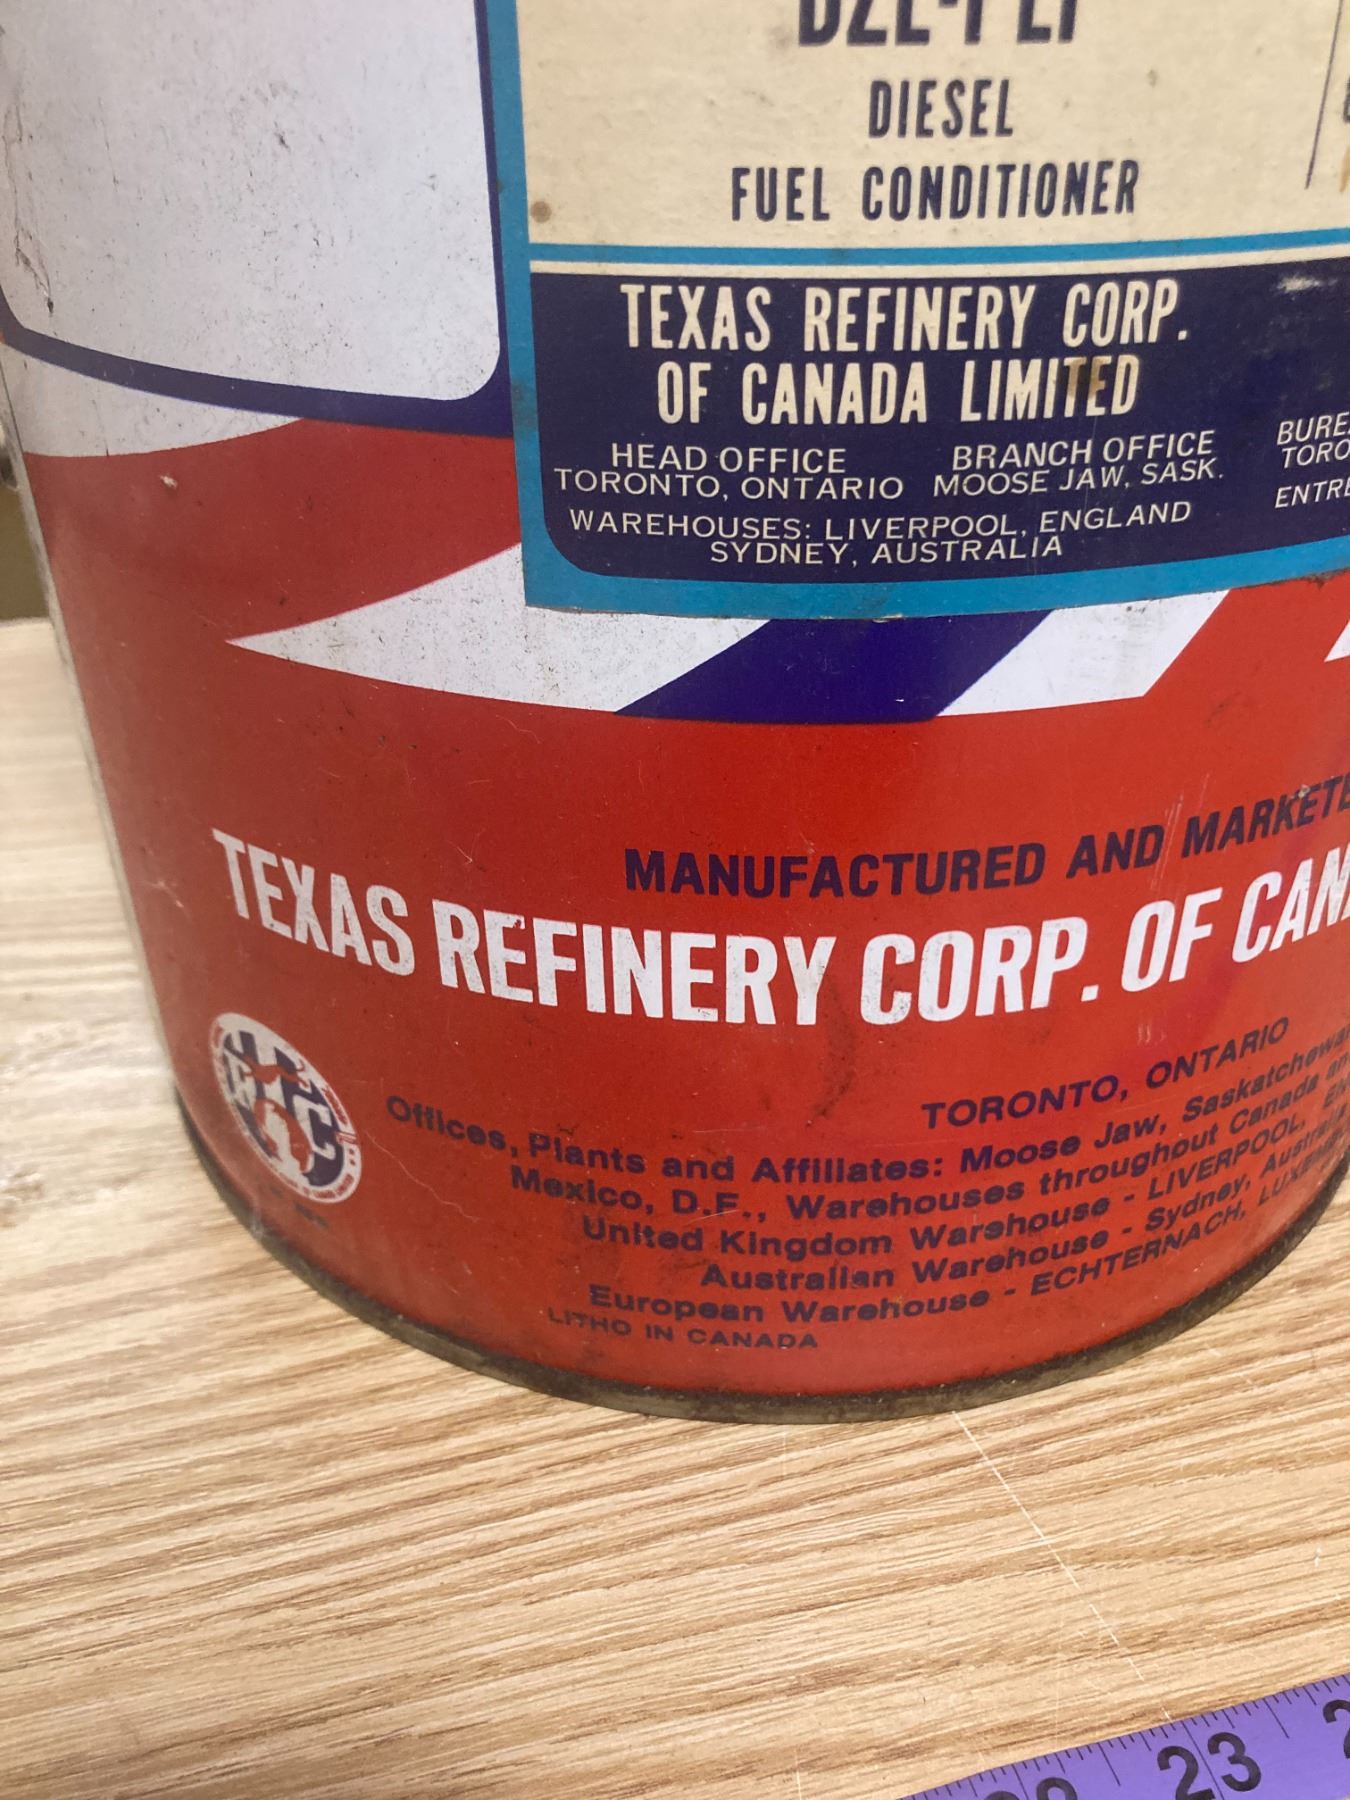 DIESEL
FUEL CONDITIONER
TEXAS REFINERY CORP.
OF CANADA LIMITED
HEAD OFFICE
TORONTO, ONTARIO
BRANCH OFFICE
MOOSE JAW, SASK.
WAREHOUSES: LIVERPOOL, ENGLAND
SYDNEY, AUSTRALIA
MANUFACTURED AND
TEXAS REFINERY CORP. OF
TORONTO, ONTARIO
Offices, Plants and Affiliates: Moose Jaw,
Mexico, D.F., Warehouses throughout Canada
United Kingdom Warehouse - LIVERPOOL,
Australian Warehouse - Sydney,
European Warehouse - ECHTERNACH,
LITHO IN CANADA
23